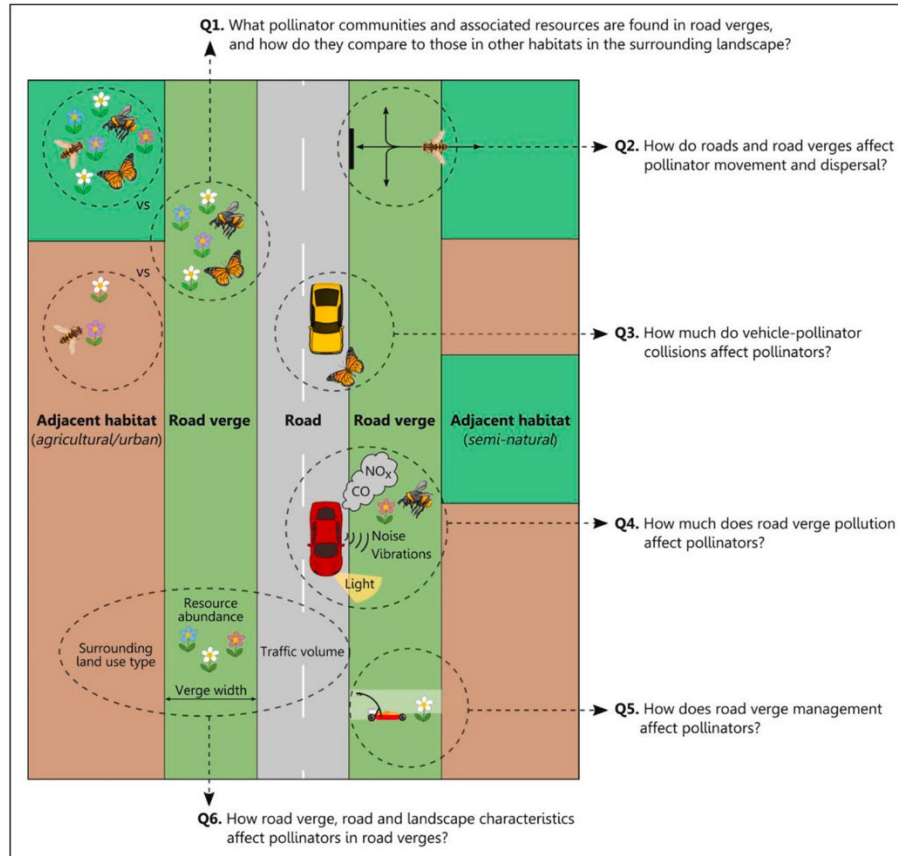 Q1. What pollinator communities and associated resources are found in road verges,
and how do they compare to those in other habitats in the surrounding landscape?
vs
vs
Q2. How do roads and road verges affect
pollinator movement and dispersal?
Q3. How much do vehicle-pollinator
collisions affect pollinators?
Adjacent habitat
(agricultural/urban)
Road verge
Road
Road verge
Adjacent habitat
(semi-natural)
NOx
CO
Noise
Vibrations
Light
Q4. How much does road verge pollution
affect pollinators?
Resource
abundance
Surrounding
land use type
Traffic volume
Verge width
Q5. How does road verge management
affect pollinators?
Q6. How road verge, road and landscape characteristics
affect pollinators in road verges?